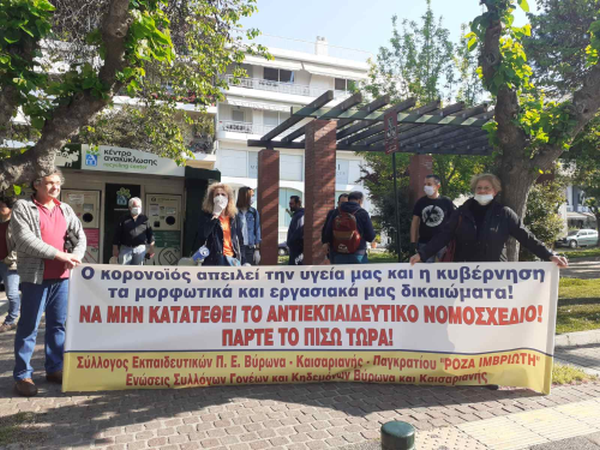 κέντρο
ανακύκλωσης
recycling center
Ο κορονοϊός απειλεί την υγεία μας και η κυβέρνηση
τα μορφωτικά και εργασιακά μας δικαιώματα!
ΝΑ ΜΗΝ ΚΑΤΑΤΕΘΕΙ ΤΟ ΑΝΤΙΕΚΠΑΙΔΕΥΤΙΚΟ ΝΟΜΟΣΧΕΔΙΟ!
ΠΑΡΤΕ ΤΟ ΠΙΣΩ ΤΩΡΑ!
Σύλλογος Εκπαιδευτικών Π. Ε. Βύρωνα - Καισαριανής - Παγκρατίου "ΡΟΖΑ ΙΜΒΡΙΩΤΗ"
Ενώσεις Συλλόγων Γονέων και Κηδεμόνων Βύρωνα και Καισαριανής